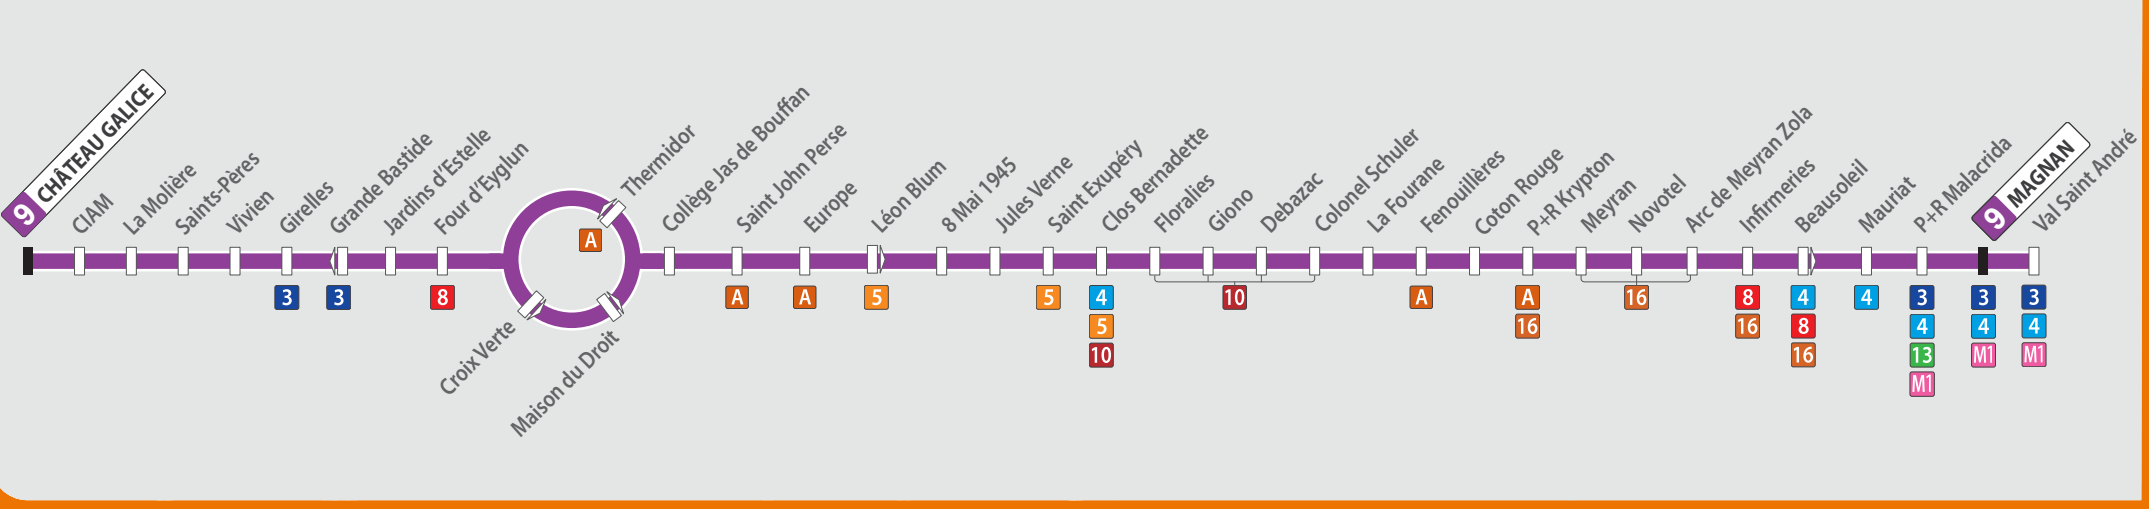 9 CHÂTEAU GALICE
CIAM
La Molière
Saints-Pères
Vivien
Girelles
Grande Bastide
Jardins d’Estelle
Four d’Eyglun
Thermidor
Croix Verte
Maison du Droit
Collège Jas de Bouffan
Saint John Perse
Europe
Léon Blum
8 Mai 1945
Jules Verne
Saint Exupéry
Clos Bernadette
Floralies
Giono
Debazac
Colonel Schuler
La Fourane
Fenouillères
Coton Rouge
P+R Krypton
Meyran
Novotel
Arc de Meyran Zola
Infirmeries
Beausoleil
Mauriat
P+R Malacrida
9 MAGNAN
Val Saint André
A
3 3 8 A A 5 5 4 10 A A 16 8 4 4 3 3 3
5 16 16 8 4 4 4
10 16 13 M1 M1
M1